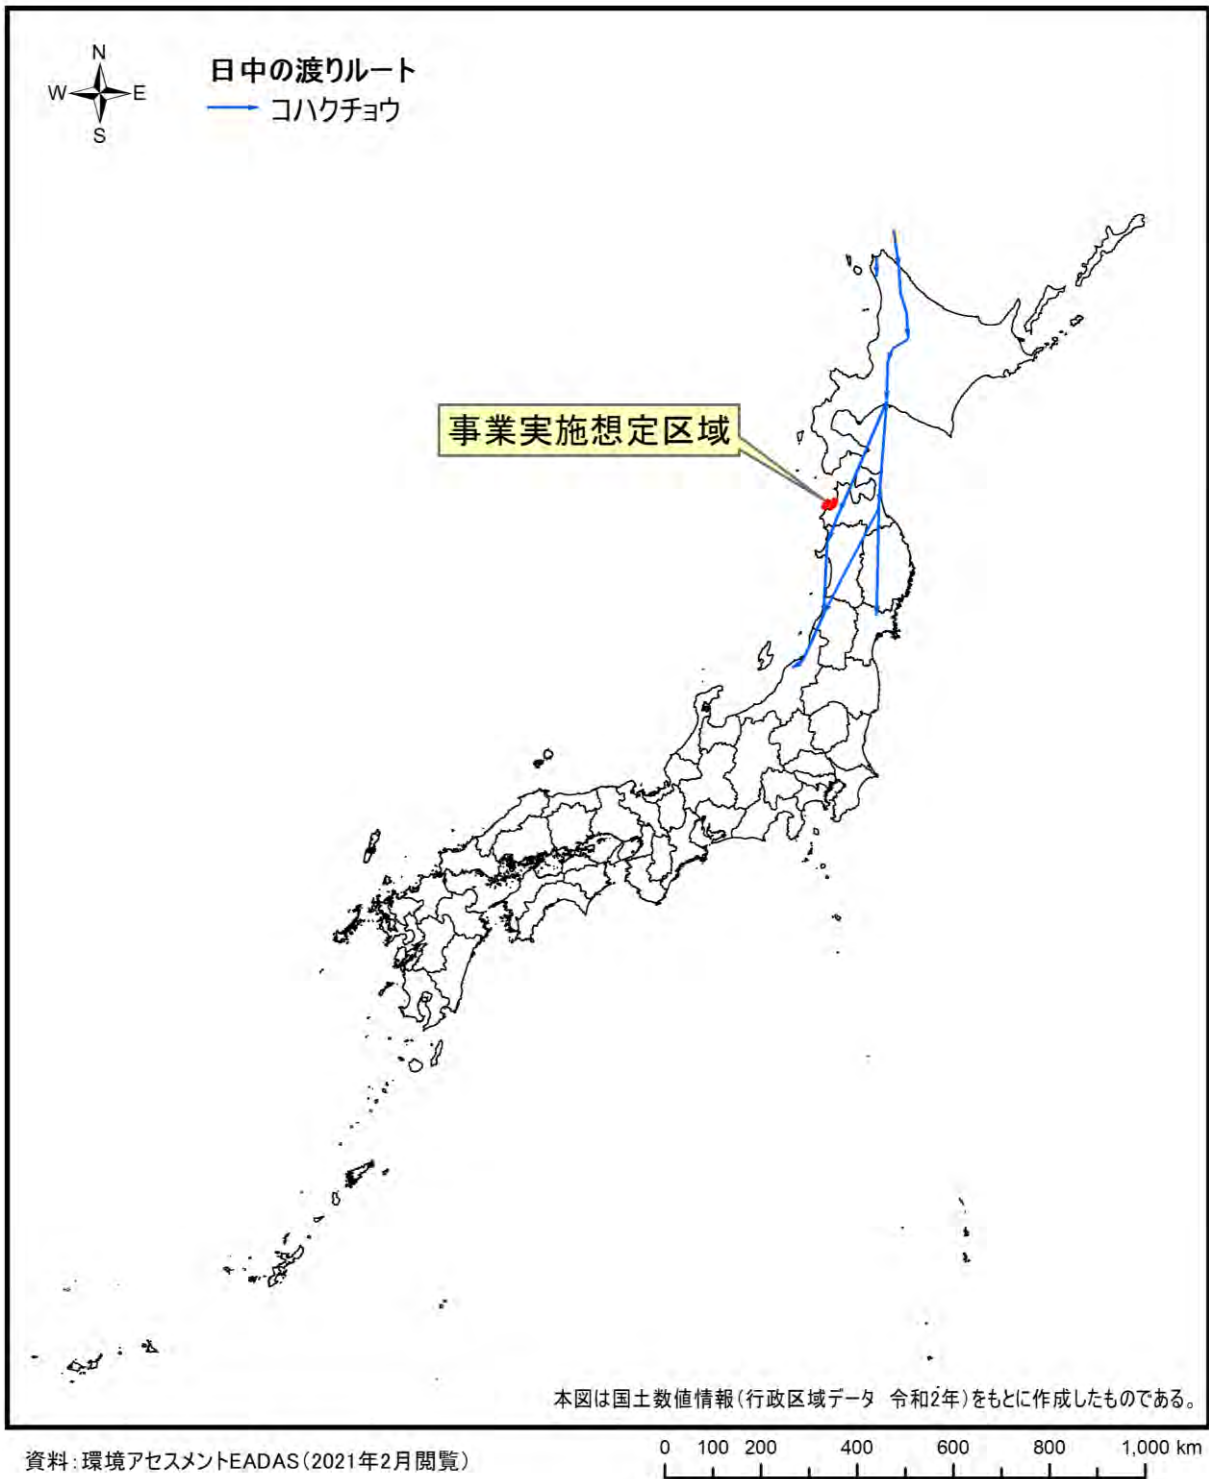 N
W E
S
日中の渡りルート
コハクチョウ
事業実施想定区域
本図は国土数値情報(行政区域データ 令和2年)をもとに作成したものである。
資料:環境アセスメントEADAS(2021年2月閲覧)
0 100 200 400 600 800 1,000 km